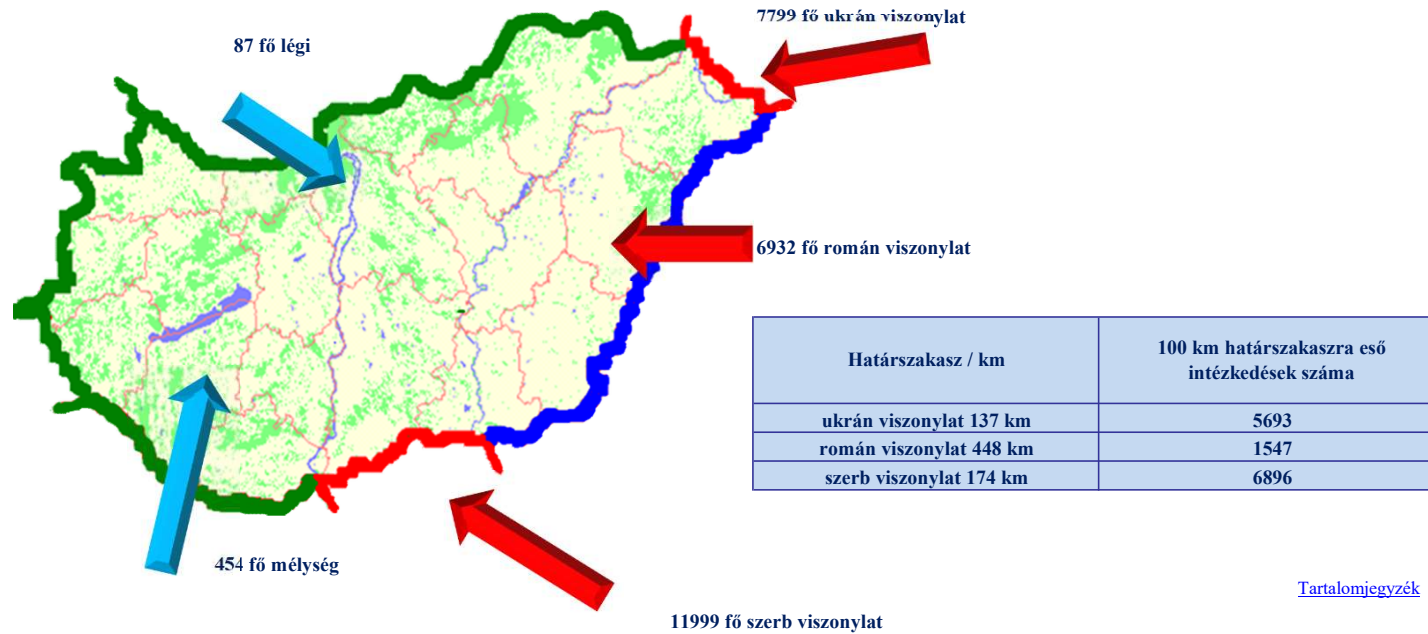 7799 fő ukrán viszonylat
87 fő légi
6932 fő román viszonylat
Határszakasz / km
100 km határszakaszra eső
intézkedések száma
ukrán viszonylat 137 km
5693
román viszonylat 448 km
1547
szerb viszonylat 174 km
6896
454 fő mélység
Tartalomjegyzék
11999 fő szerb viszonylat